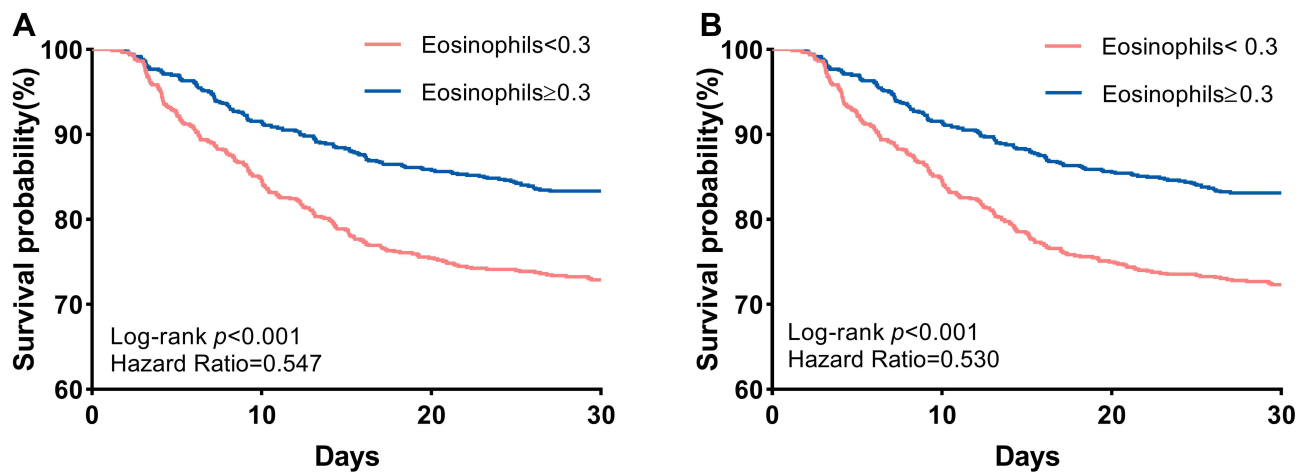 A
Survival probability(%)
100
90
80
70
60
Eosinophils<0.3
Eosinophils≥0.3
Log-rank p<0.001
Hazard Ratio=0.547
0 10 20 30
Days
B
Survival probability(%)
100
90
80
70
60
Eosinophils< 0.3
Eosinophils≥0.3
Log-rank p<0.001
Hazard Ratio=0.530
0 10 20 30
Days